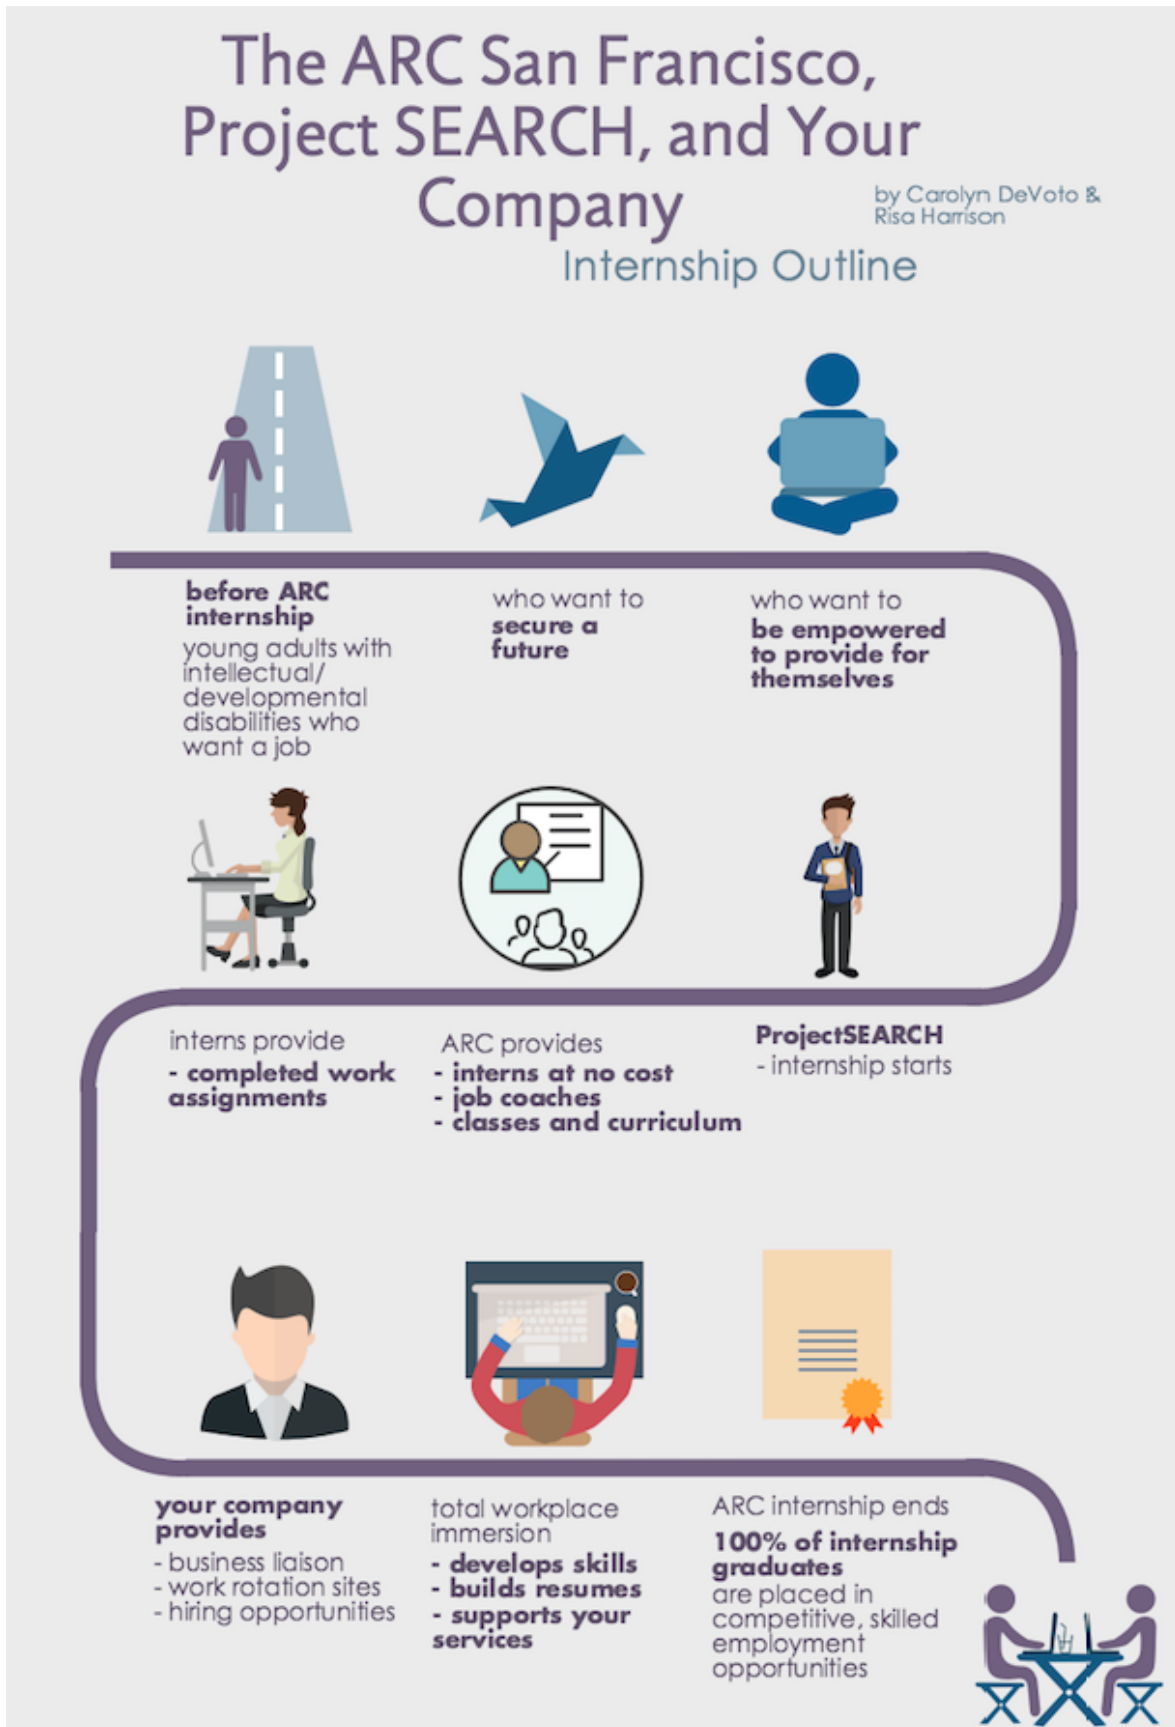 The ARC San Francisco,
Project SEARCH, and Your
Company
by Carolyn DeVoto &
Risa Harrison
Internship Outline
before ARC
internship
young adults with
intellectual/
developmental
disabilities who
want a job
who want to
secure a
future
who want to
be empowered
to provide for
themselves
interns provide
- completed work
assignments
ARC provides
- interns at no cost
- job coaches
- classes and curriculum
ProjectSEARCH
- internship starts
your company
provides
- business liaison
- work rotation sites
- hiring opportunities
total workplace
immersion
- develops skills
- builds resumes
- supports your
services
ARC internship ends
100% of internship
graduates
are placed in
competitive, skilled
employment
opportunities